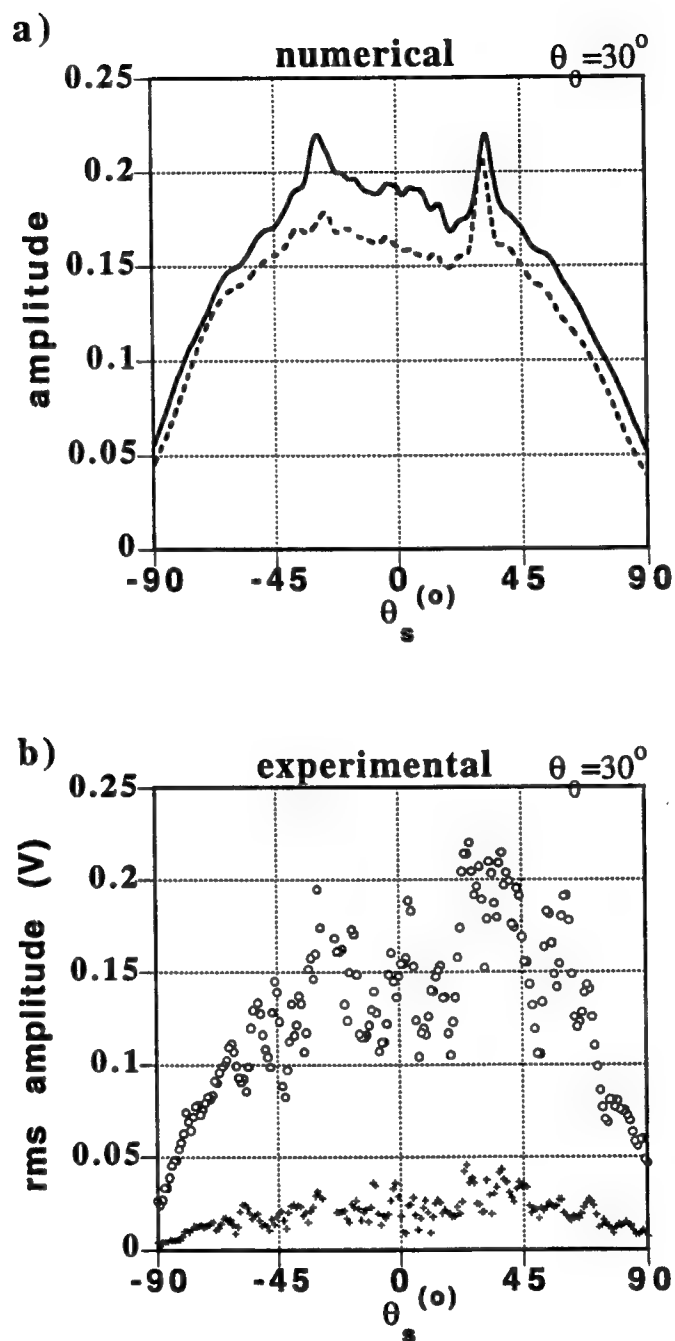 a)
numerical θ₀=30°
0.25
0.2
0.15
0.1
0.05
0
amplitude
-90 -45 0 45 90
θₛ (o)
b)
experimental θ₀=30°
0.25
0.2
0.15
0.1
0.05
0
rms amplitude (V)
-90 -45 0 45 90
θₛ (o)